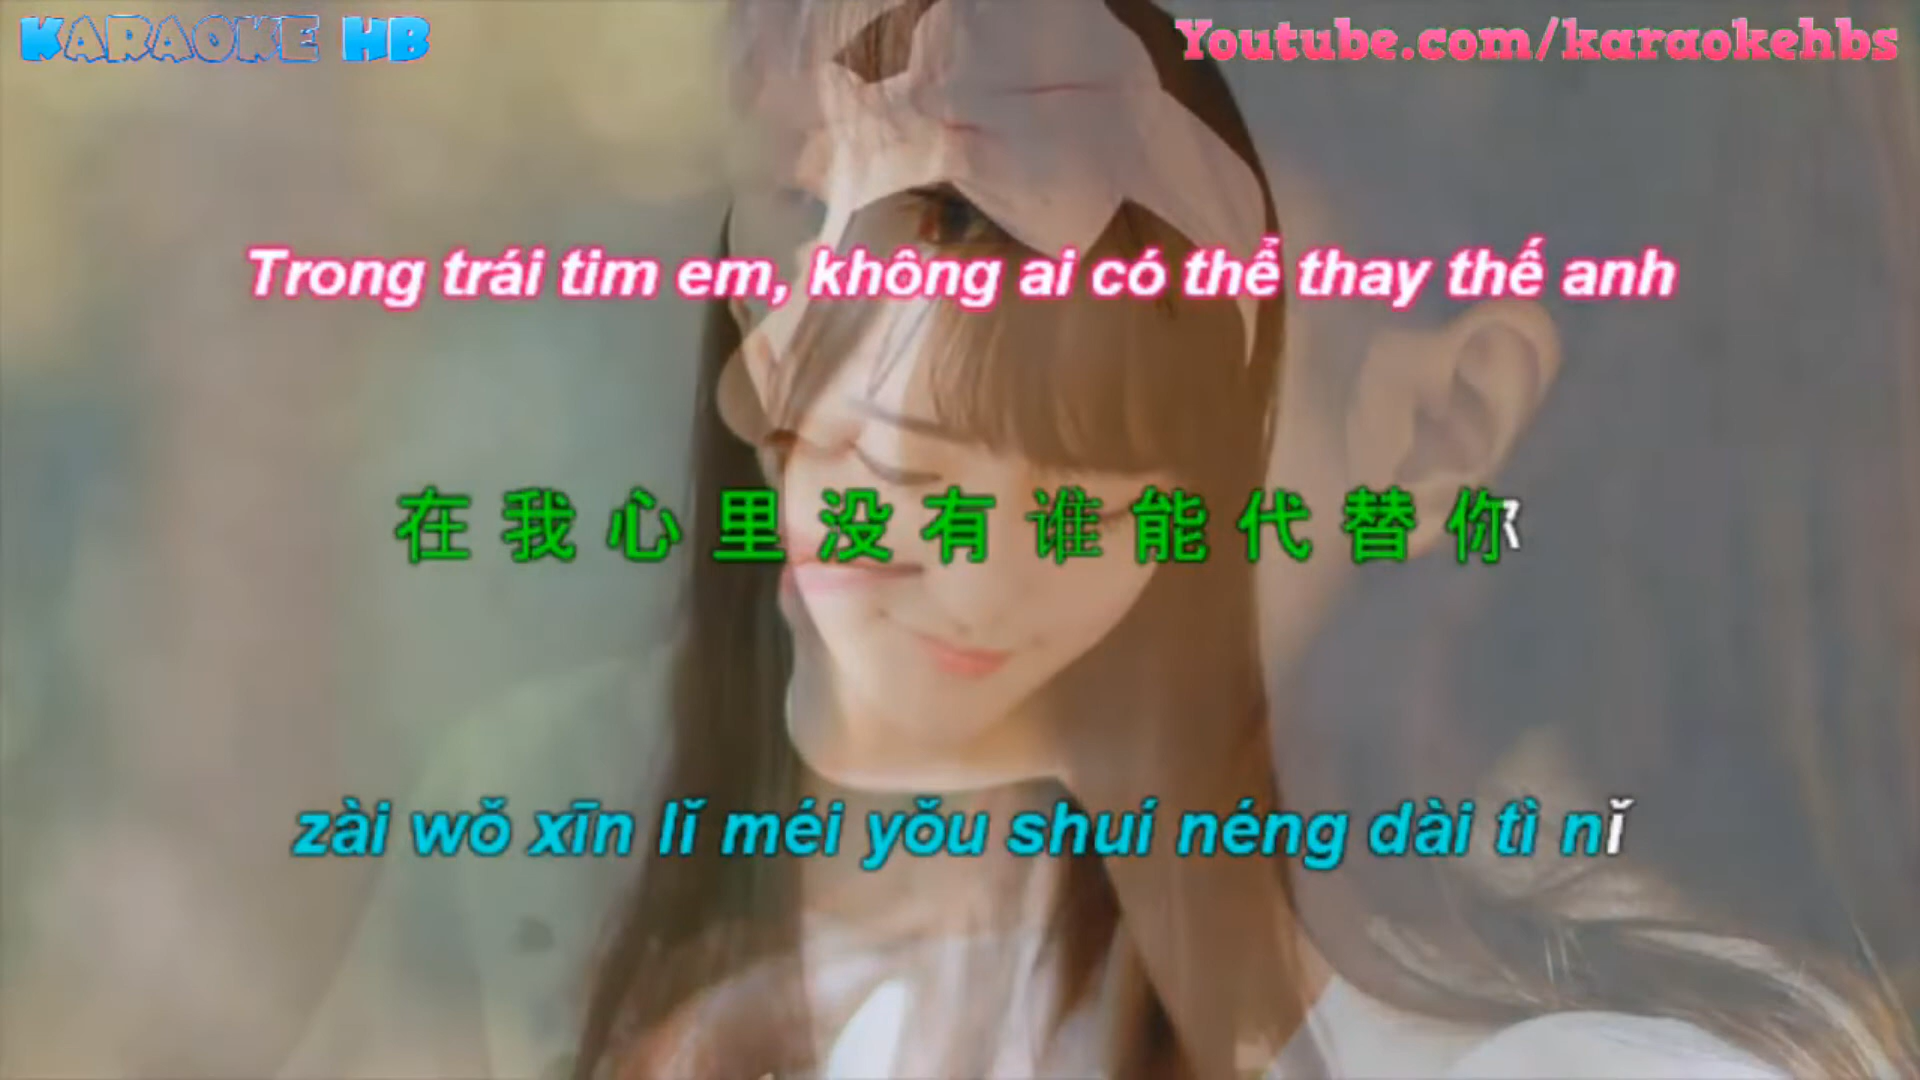 KARAOKE HB
Youtube.com/karaokehbs
Trong trái tim em, không ai có thể thay thế anh
在我心里没有谁能代替你
zài wǒ xīn lǐ méi yǒu shuí néng dài tì nǐ